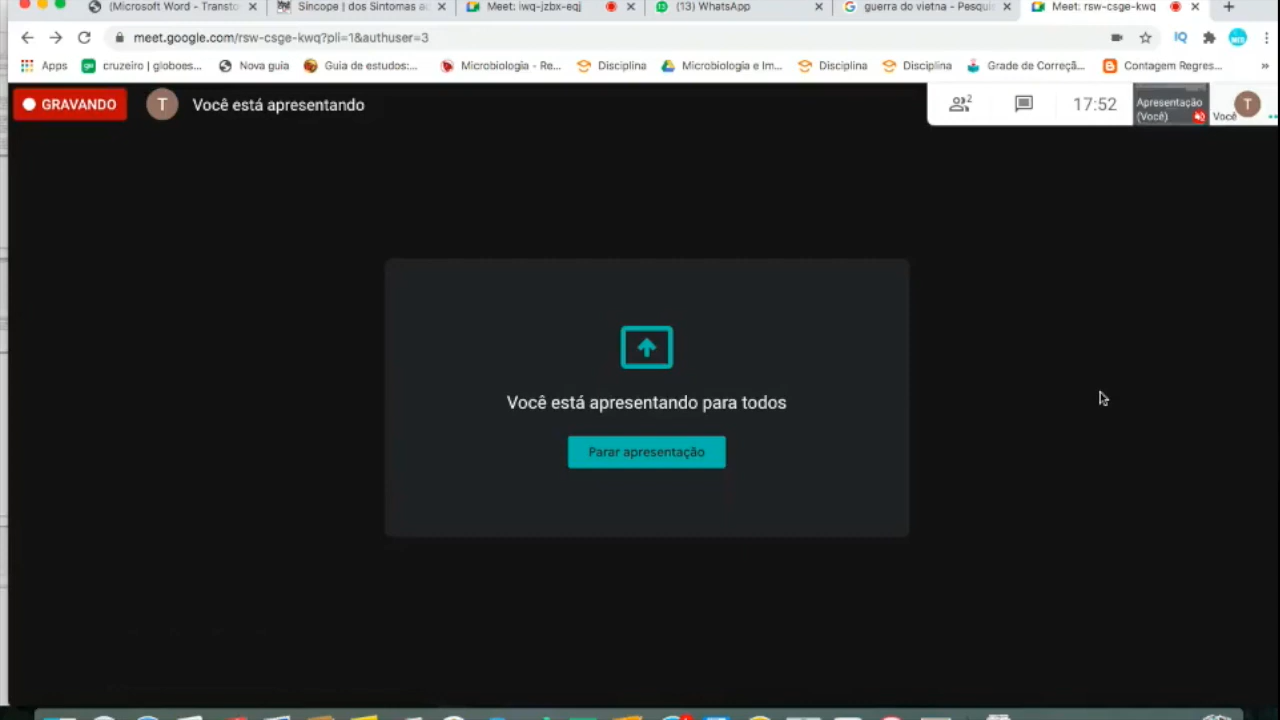 (Microsoft Word - Transto
Síncope | dos Sintomas ao
Meet: iwq-jzbx-eqj
(13) WhatsApp
guerra do vietna - Pesquis
Meet: rsw-csge-kwq
meet.google.com/rsw-csge-kwq?pli=1&authuser=3
Apps
cruzeiro | globoes...
Nova guia
Guia de estudos:...
Microbiologia - Re...
Disciplina
Microbiologia e Im...
Disciplina
Disciplina
Grade de Correçã...
Contagem Regres...
GRAVANDO
T
Você está apresentando
2
17:52
Apresentação
(Você)
Você
T
Você está apresentando para todos
Parar apresentação